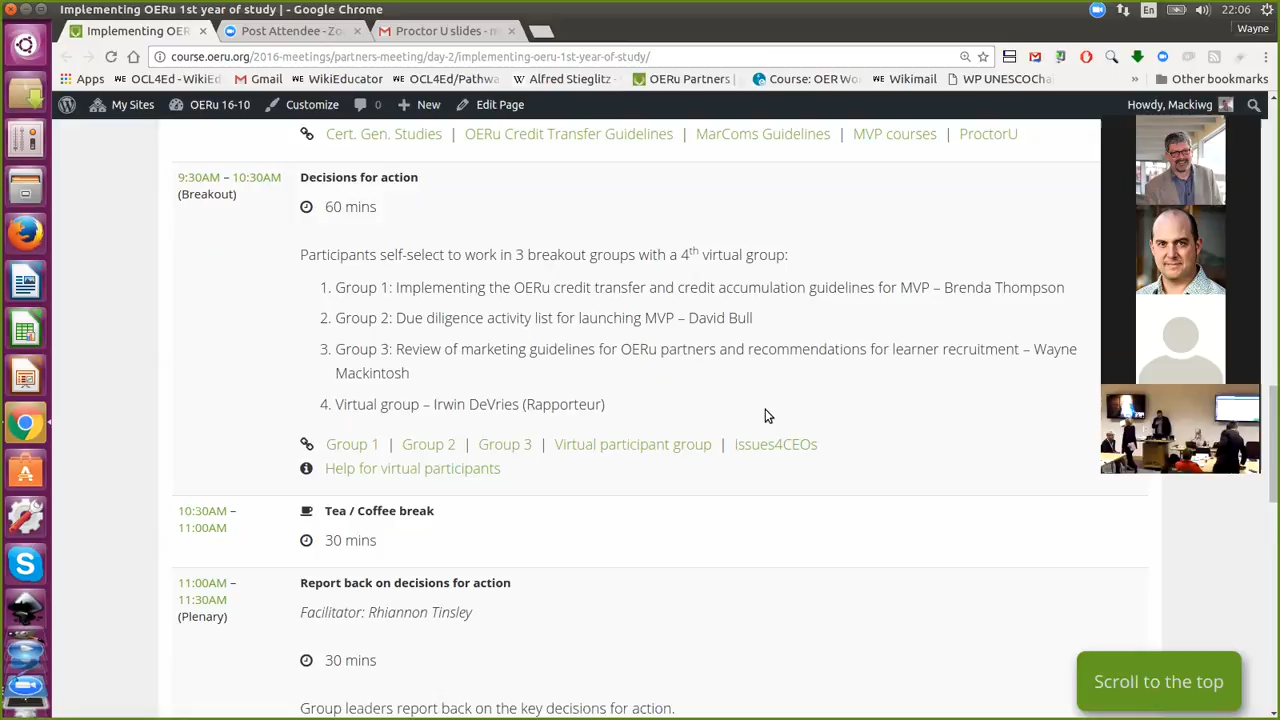 Implementing OERu 1st year of study | - Google Chrome
En
22:06
Implementing OER
Post Attendee - Zo
Proctor U slides - m
Wayne
course.oeru.org/2016-meetings/partners-meeting/day-2/implementing-oeru-1st-year-of-study/
Apps
WE OCL4Ed - WikiEd
Gmail
WE WikiEducator
WE OCL4Ed/Pathwa
W Alfred Stieglitz -
OERu Partners |
Course: OER Wo
WE Wikimail
WP UNESCOCha
Other bookmarks
My Sites
OERu 16-10
Customize
0
New
Edit Page
Howdy, Mackiwg
Cert. Gen. Studies | OERu Credit Transfer Guidelines | MarComs Guidelines | MVP courses | ProctorU
9:30AM – 10:30AM
(Breakout)
Decisions for action
60 mins
Participants self-select to work in 3 breakout groups with a 4th virtual group:
1. Group 1: Implementing the OERu credit transfer and credit accumulation guidelines for MVP – Brenda Thompson
2. Group 2: Due diligence activity list for launching MVP – David Bull
3. Group 3: Review of marketing guidelines for OERu partners and recommendations for learner recruitment – Wayne
Mackintosh
4. Virtual group – Irwin DeVries (Rapporteur)
Group 1 | Group 2 | Group 3 | Virtual participant group | Issues4CEOs
Help for virtual participants
10:30AM –
11:00AM
Tea / Coffee break
30 mins
11:00AM –
11:30AM
(Plenary)
Report back on decisions for action
Facilitator: Rhiannon Tinsley
30 mins
Group leaders report back on the key decisions for action.
Scroll to the top